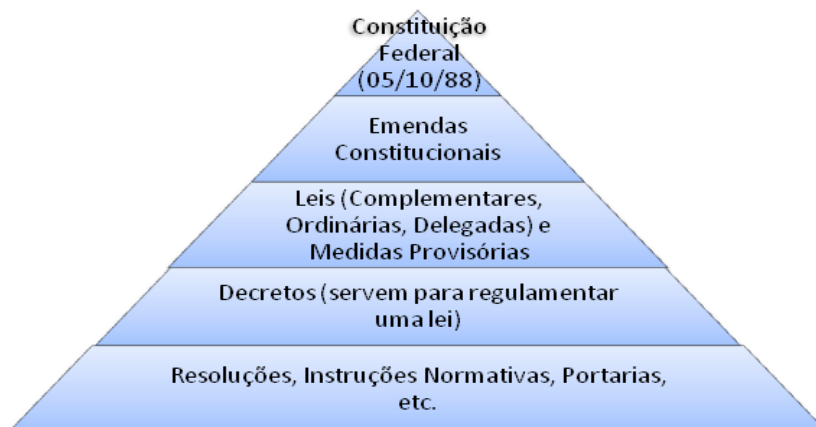 Constituição
Federal
(05/10/88)
Emendas
Constitucionais
Leis (Complementares,
Ordinárias, Delegadas) e
Medidas Provisórias
Decretos (servem para regulamentar
uma lei)
Resoluções, Instruções Normativas, Portarias,
etc.